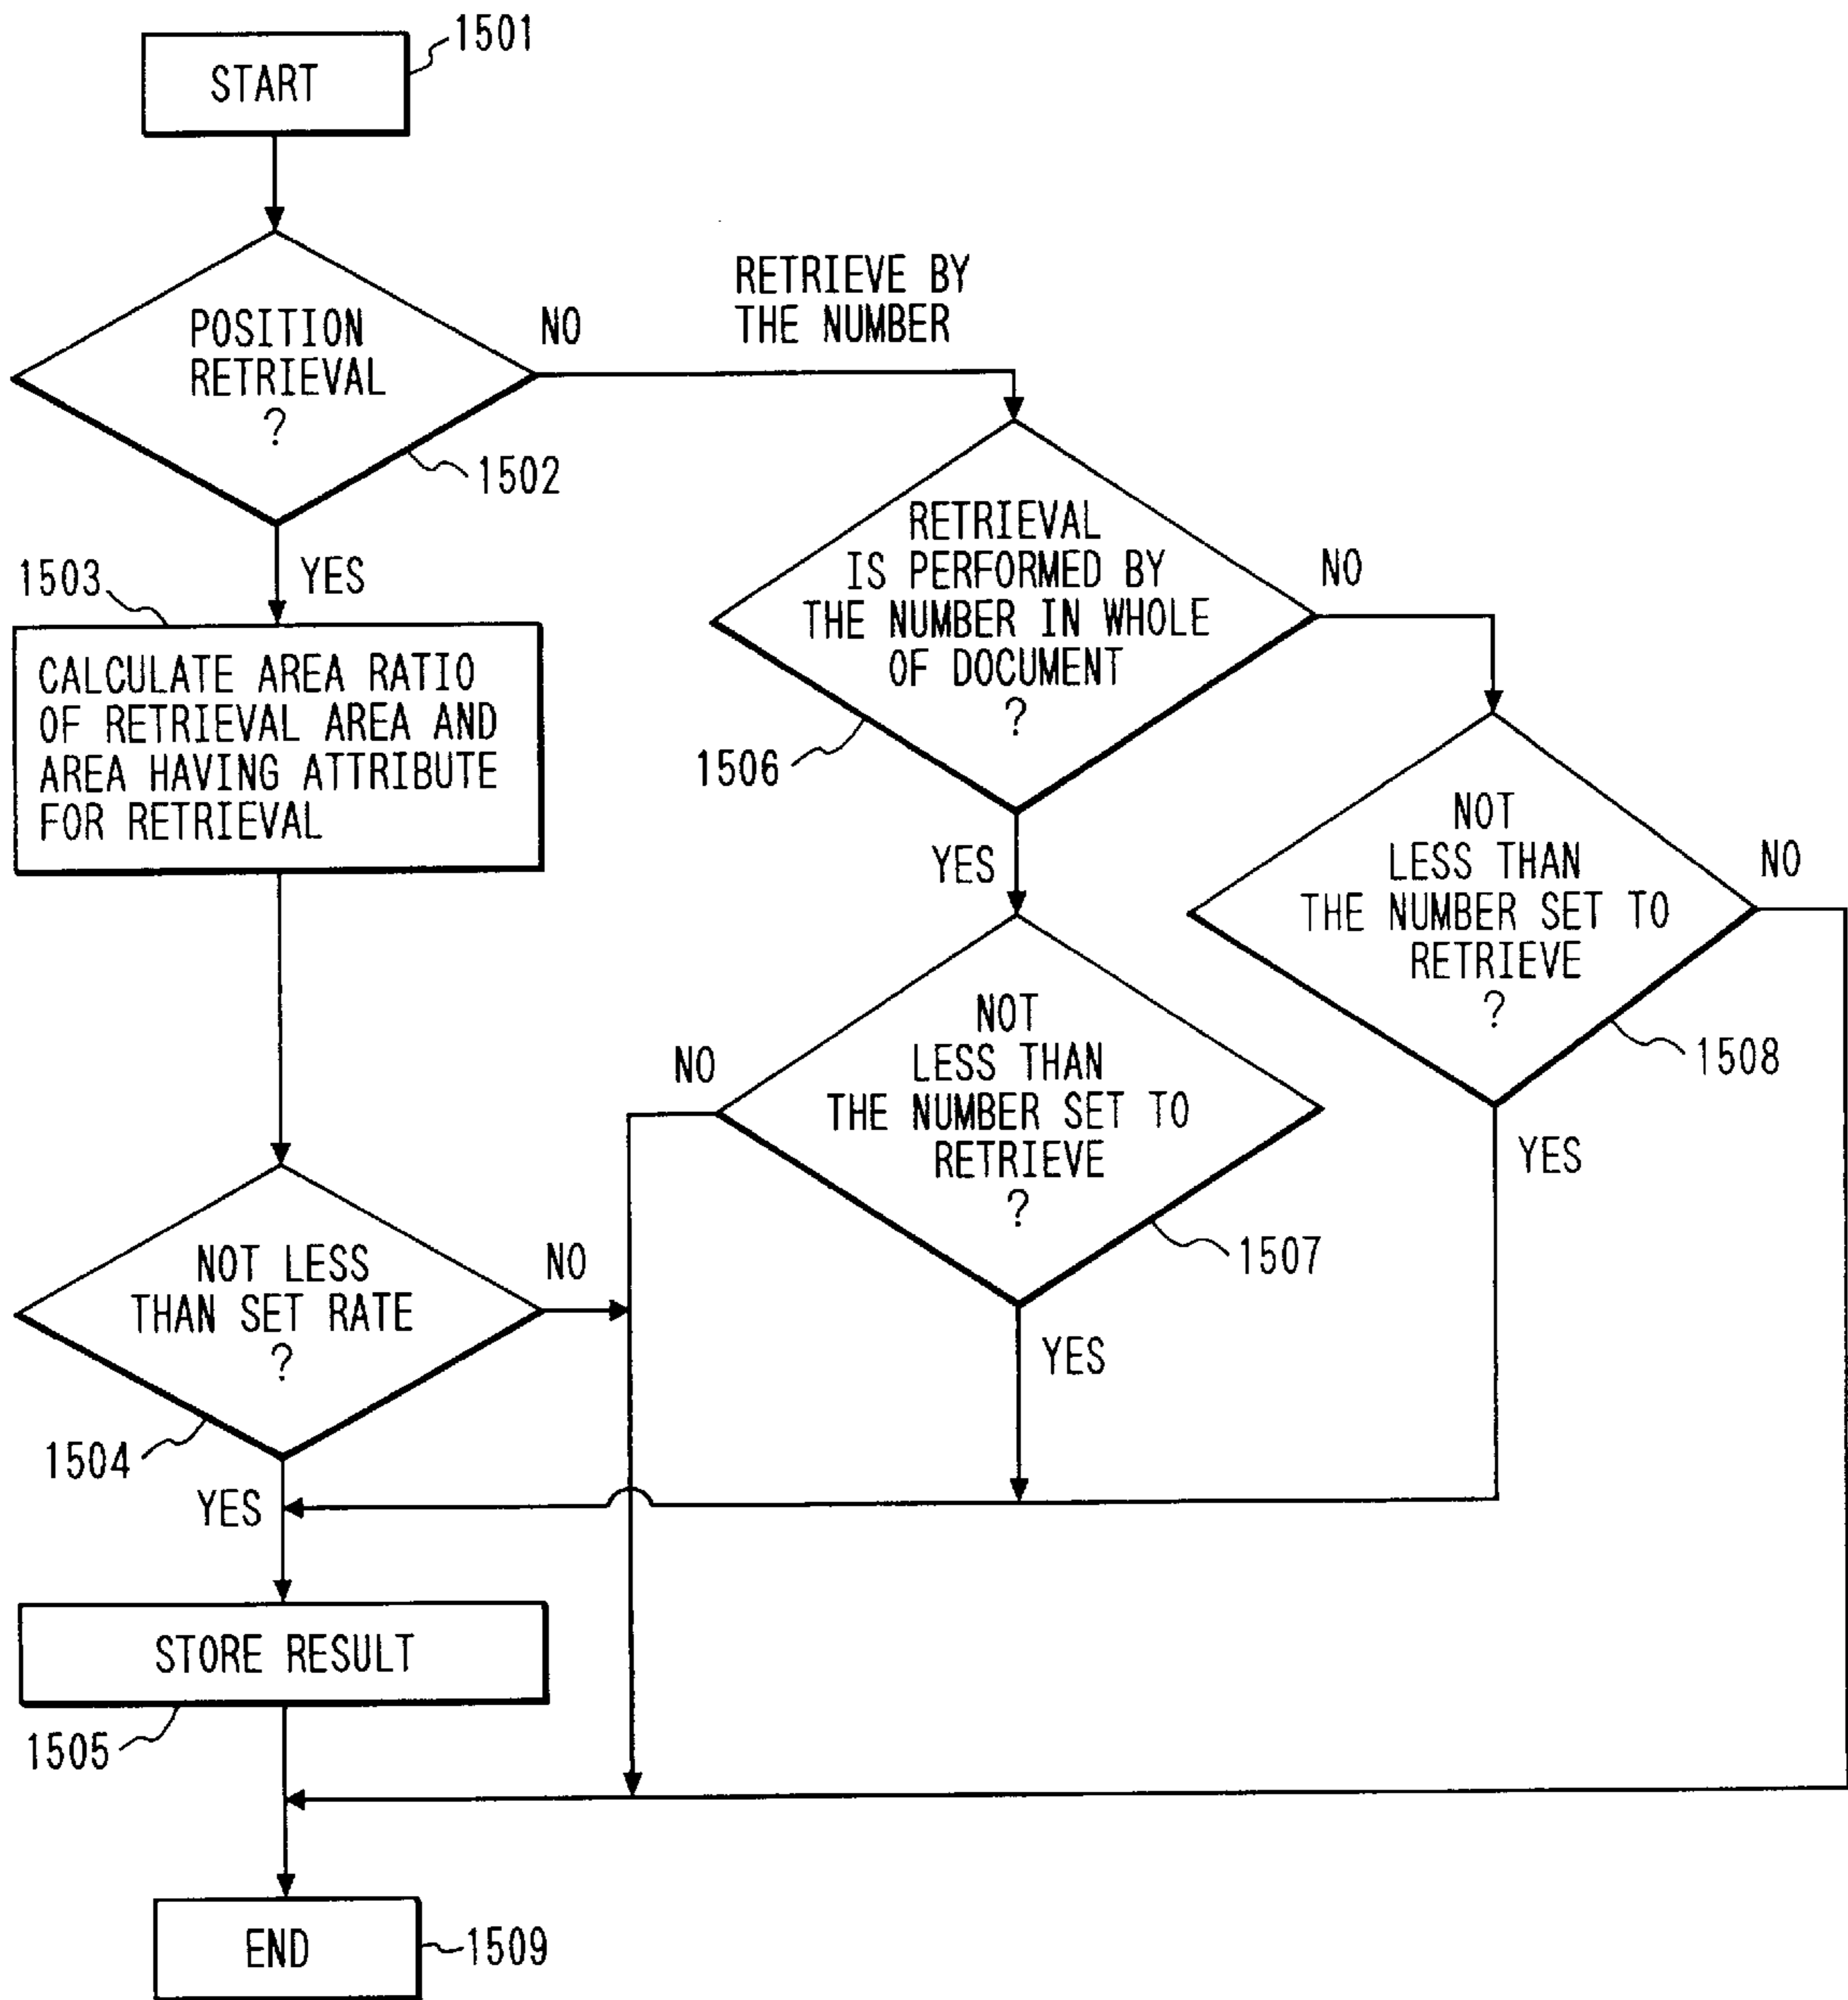 1501
START
RETRIEVE BY
THE NUMBER
NO
POSITION
RETRIEVAL
?
1502
YES
1503
CALCULATE AREA RATIO
OF RETRIEVAL AREA AND
AREA HAVING ATTRIBUTE
FOR RETRIEVAL
RETRIEVAL
IS PERFORMED BY
THE NUMBER IN WHOLE
OF DOCUMENT
?
NO
1506
YES
NOT
LESS THAN
THE NUMBER SET TO
RETRIEVE
?
NO
1508
YES
NOT
LESS THAN
THE NUMBER SET TO
RETRIEVE
?
NO
1507
YES
NOT LESS
THAN SET RATE
?
NO
1504
YES
STORE RESULT
1505
END
1509